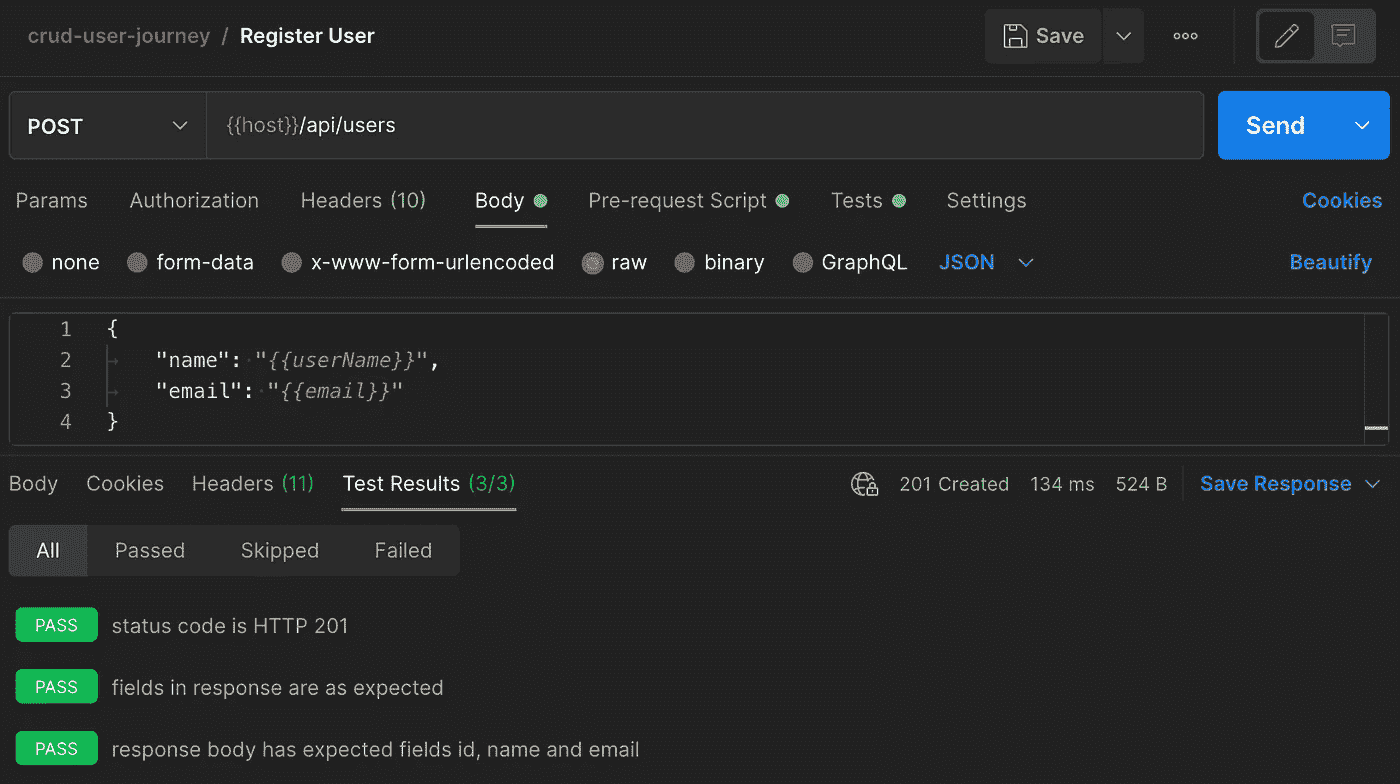 crud-user-journey / Register User
Save
POST
{{host}}/api/users
Send
Params Authorization Headers (10) Body Pre-request Script Tests Settings Cookies
none form-data x-www-form-urlencoded raw binary GraphQL JSON Beautify
1 {
2 "name": "{{userName}}",
3 "email": "{{email}}"
4 }
Body Cookies Headers (11) Test Results (3/3) 201 Created 134 ms 524 B Save Response
All Passed Skipped Failed
PASS status code is HTTP 201
PASS fields in response are as expected
PASS response body has expected fields id, name and email